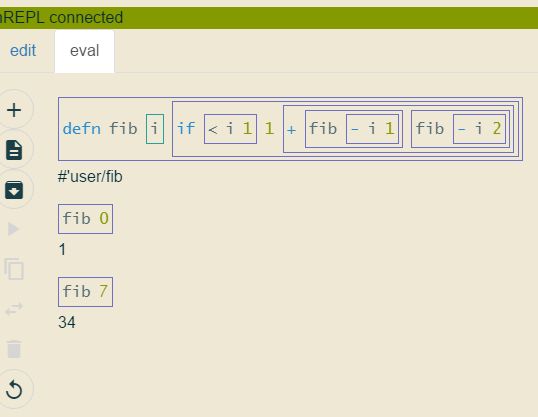 nREPL connected
edit eval
defn fib i if < i 1 1 + fib - i 1 fib - i 2
#'user/fib
fib 0
1
fib 7
34